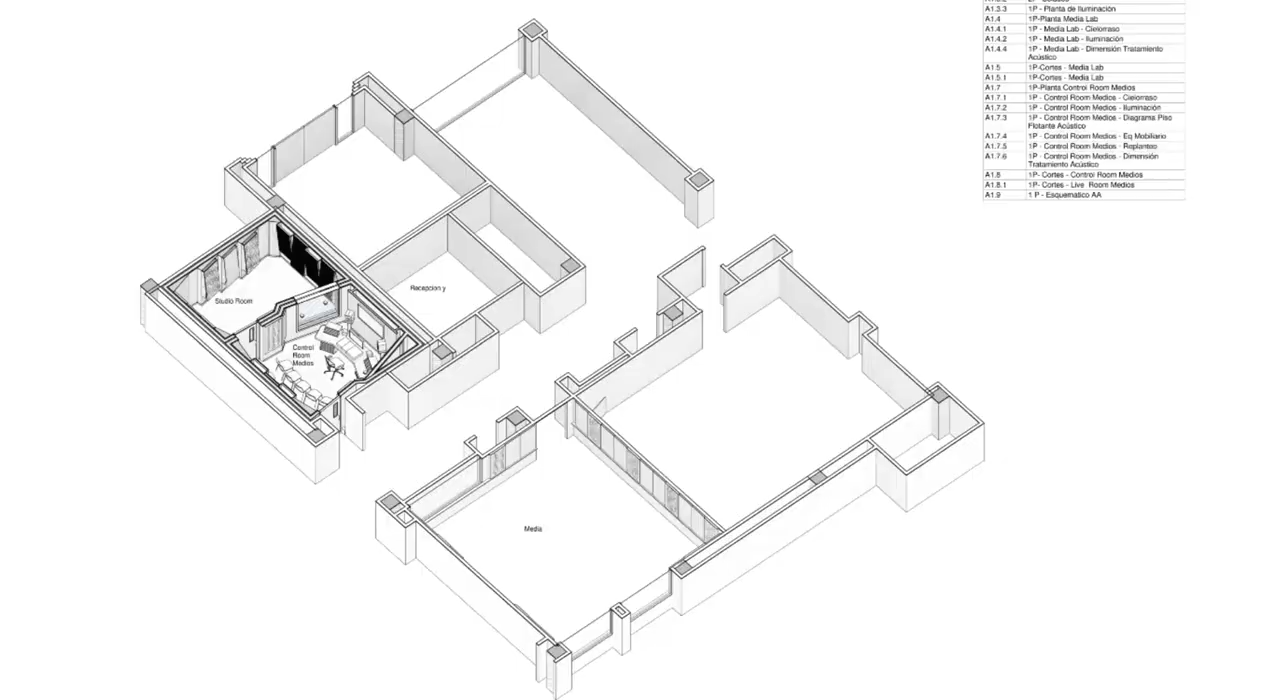 A1.3.3 1P - Planta de Iluminación
A1.4 1P-Planta Media Lab
A1.4.1 1P - Media Lab - Cielorraso
A1.4.2 1P - Media Lab - Iluminación
A1.4.4 1P - Media Lab - Dimensión Tratamiento
Acústico
A1.5 1P-Cortes - Media Lab
A1.5.1 1P-Cortes - Media Lab
A1.7 1P-Planta Control Room Medios
A1.7.1 1P - Control Room Medios - Cielorraso
A1.7.2 1P - Control Room Medios - Iluminación
A1.7.3 1P - Control Room Medios - Diagrama Piso
Flotante Acústico
A1.7.4 1P - Control Room Medios - Eq Mobiliario
A1.7.5 1P - Control Room Medios - Replanteo
A1.7.6 1P - Control Room Medios - Dimensión
Tratamiento Acústico
A1.8 1P- Cortes - Control Room Medios
A1.8.1 1P- Cortes - Live Room Medios
A1.9 1 P - Esquematico AA
Recepcion y
Studio Room
Control
Room
Medios
Media